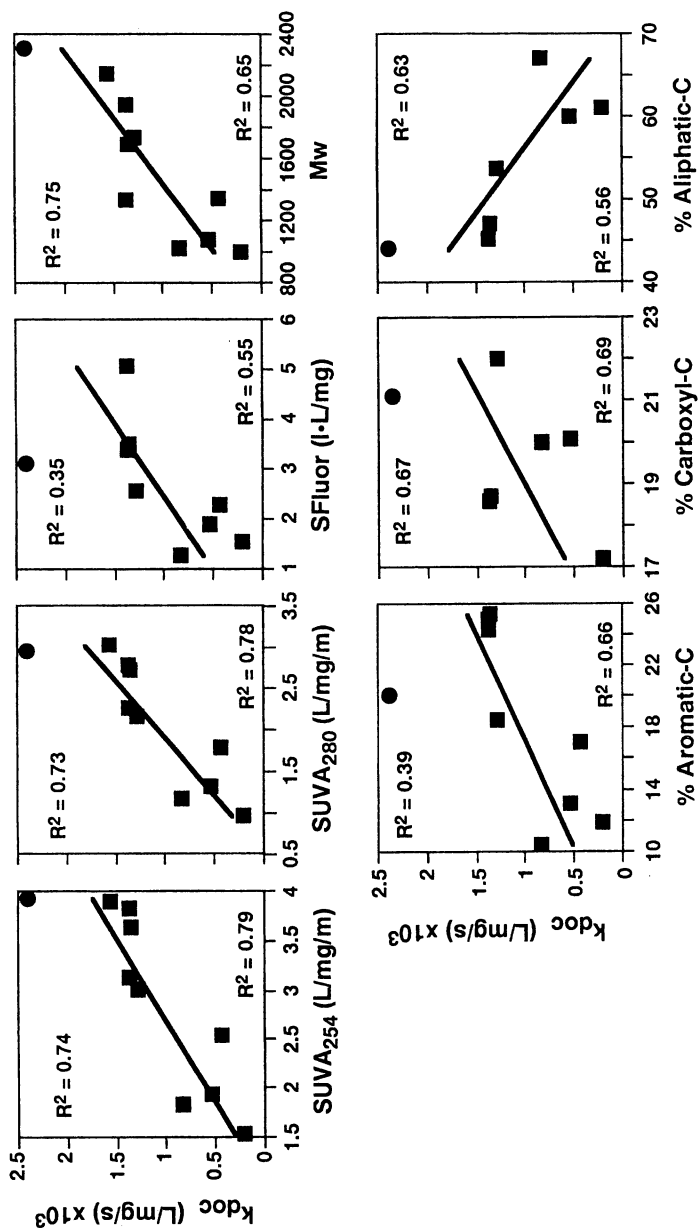 kdoc (L/mg/s) x10³
2.5
2
1.5
1
0.5
0
R² = 0.74
R² = 0.79
1.5 2 2.5 3 3.5 4
SUVA₂₅₄ (L/mg/m)
R² = 0.73
R² = 0.78
0.5 1.5 2.5 3.5
SUVA₂₈₀ (L/mg/m)
R² = 0.35
R² = 0.55
1 2 3 4 5 6
SFluor (I•L/mg)
R² = 0.75
R² = 0.65
800 1200 1600 2000 2400
Mw
kdoc (L/mg/s) x10³
2.5
2
1.5
1
0.5
0
R² = 0.39
R² = 0.66
10 14 18 22 26
% Aromatic-C
R² = 0.67
R² = 0.69
17 19 21 23
% Carboxyl-C
R² = 0.63
R² = 0.56
40 50 60 70
% Aliphatic-C